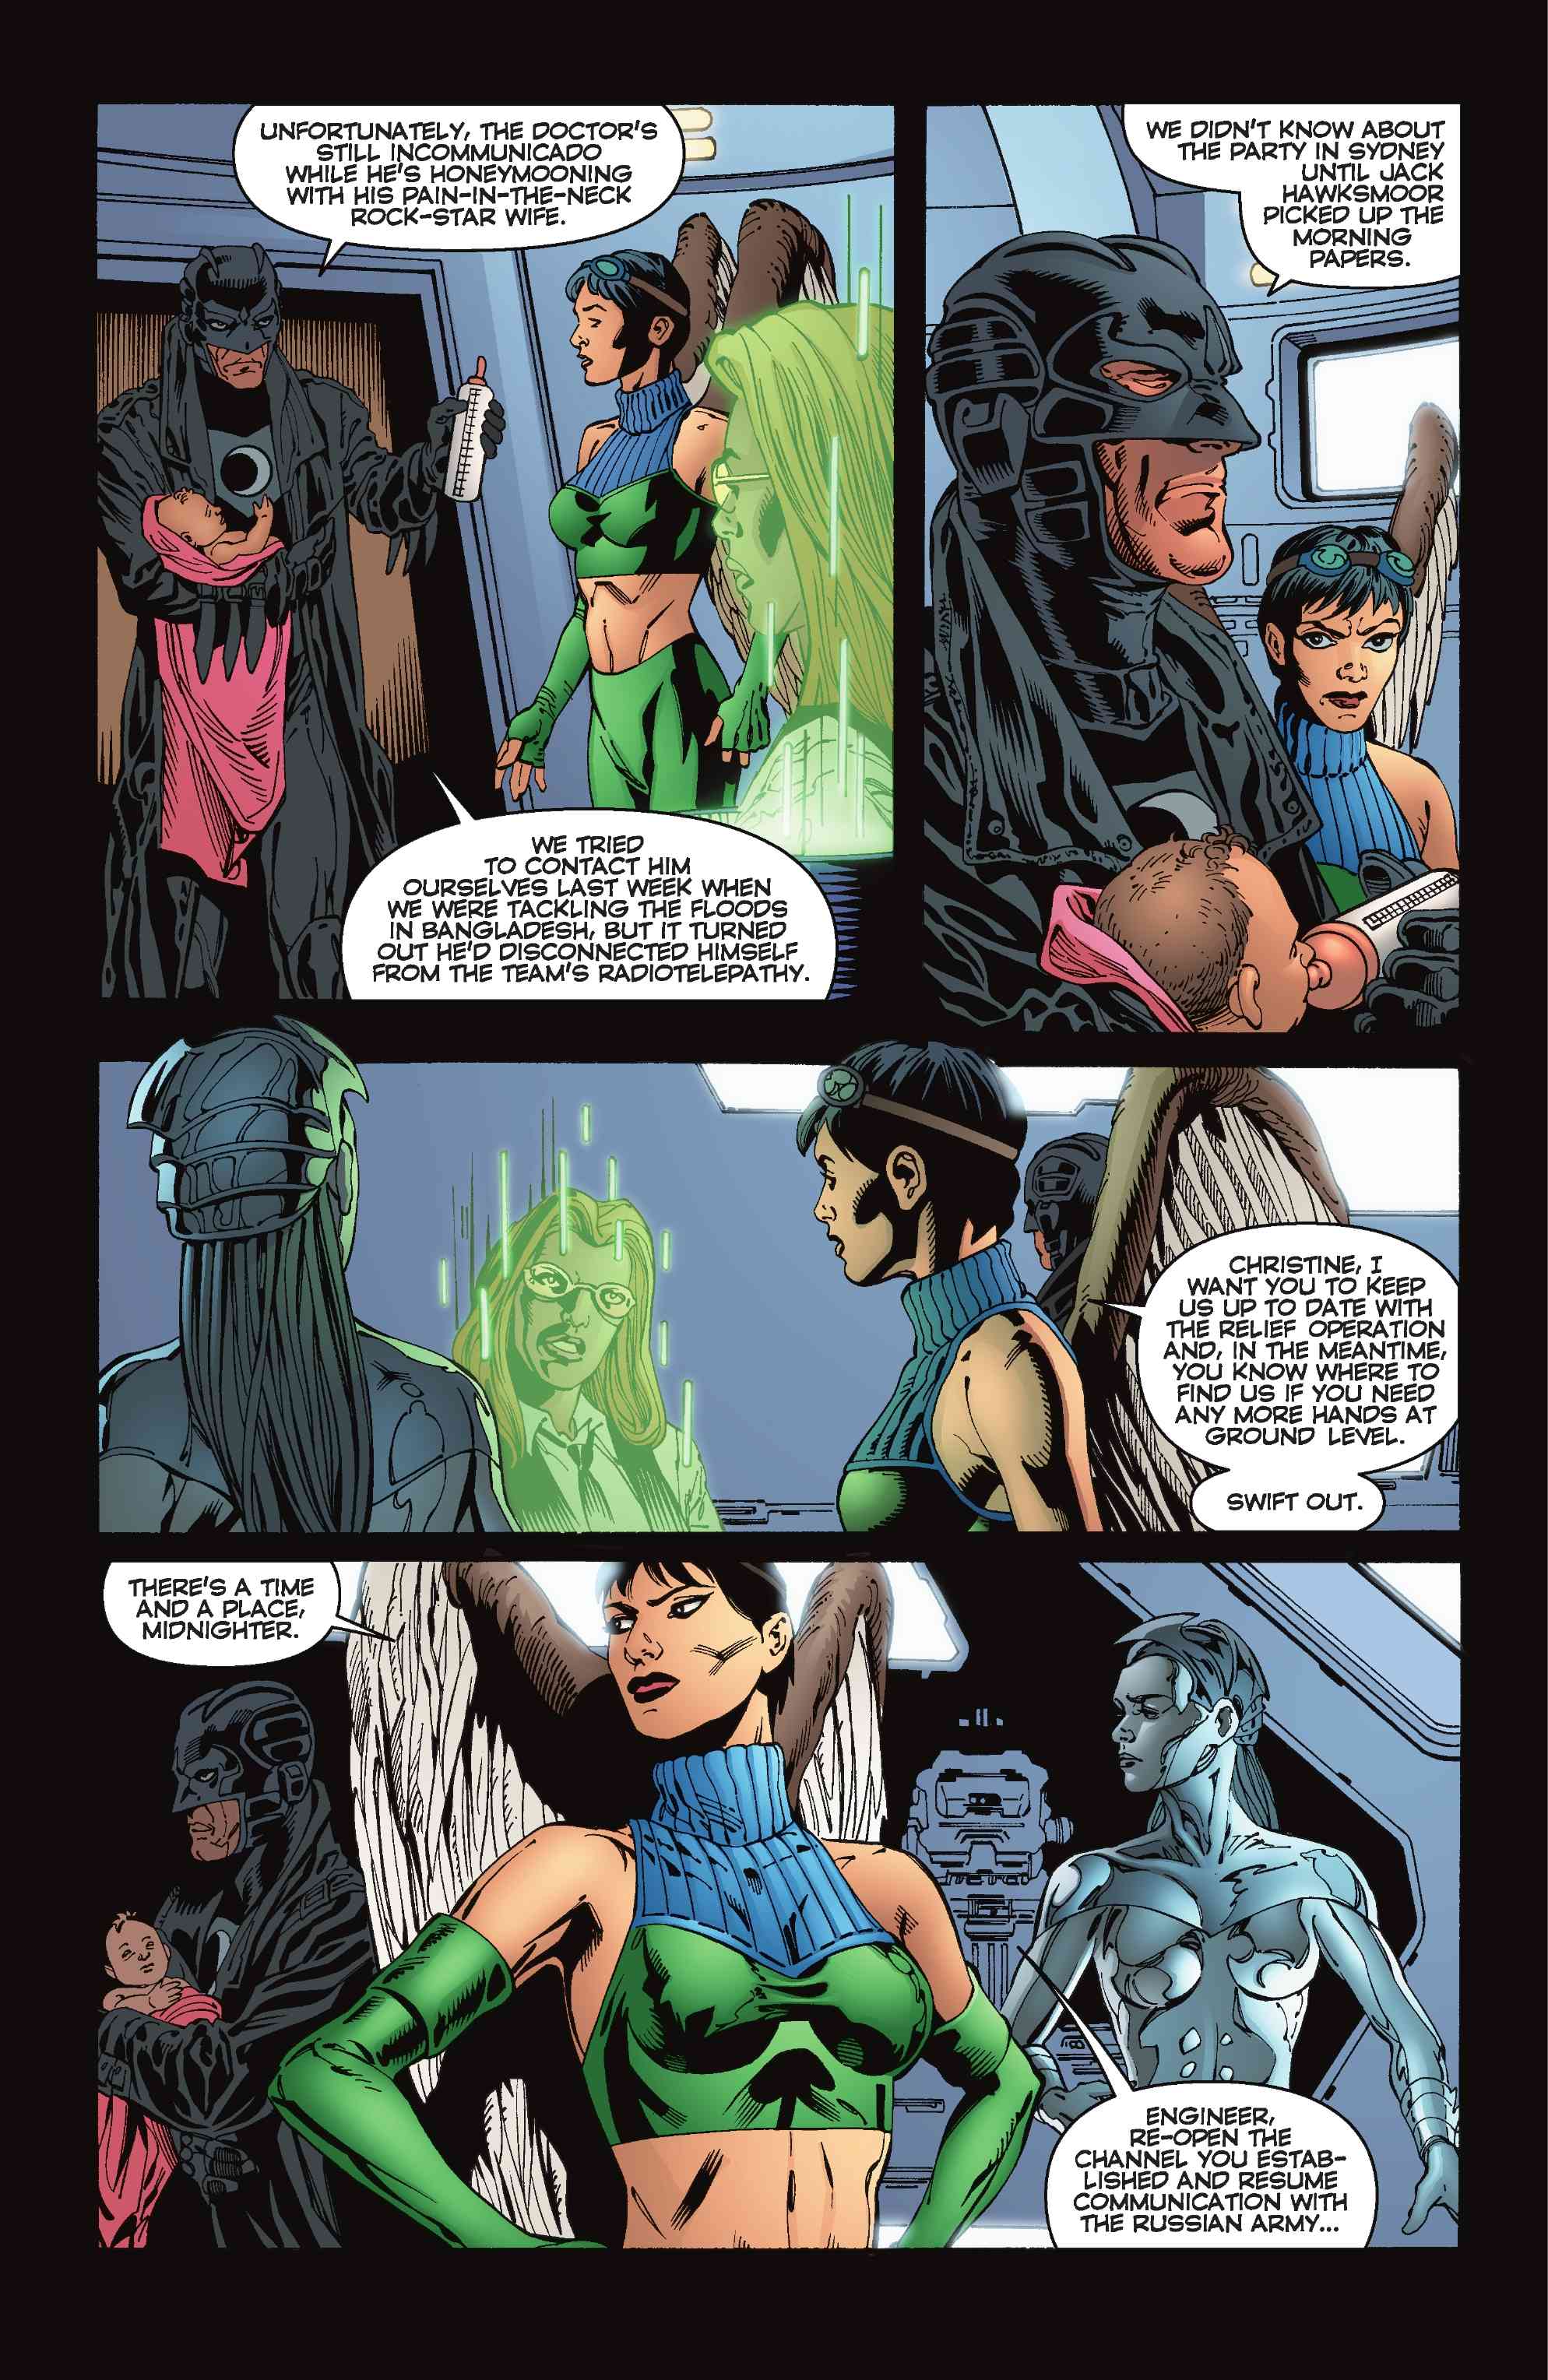 UNFORTUNATELY, THE DOCTOR'S
STILL INCOMMUNICADO
WHILE HE'S HONEYMOONING
WITH HIS PAIN-IN-THE-NECK
ROCK-STAR WIFE.
WE TRIED
TO CONTACT HIM
OURSELVES LAST WEEK WHEN
WE WERE TACKLING THE FLOODS
IN BANGLADESH, BUT IT TURNED
OUT HE'D DISCONNECTED HIMSELF
FROM THE TEAM'S RADIOTELEPATHY.
WE DIDN'T KNOW ABOUT
THE PARTY IN SYDNEY
UNTIL JACK
HAWKSMOOR
PICKED UP THE
MORNING
PAPERS.
CHRISTINE, I
WANT YOU TO KEEP
US UP TO DATE WITH
THE RELIEF OPERATION
AND, IN THE MEANTIME,
YOU KNOW WHERE TO
FIND US IF YOU NEED
ANY MORE HANDS AT
GROUND LEVEL.
SWIFT OUT.
THERE'S A TIME
AND A PLACE,
MIDNIGHTER.
ENGINEER,
RE-OPEN THE
CHANNEL YOU ESTAB-
LISHED AND RESUME
COMMUNICATION WITH
THE RUSSIAN ARMY...